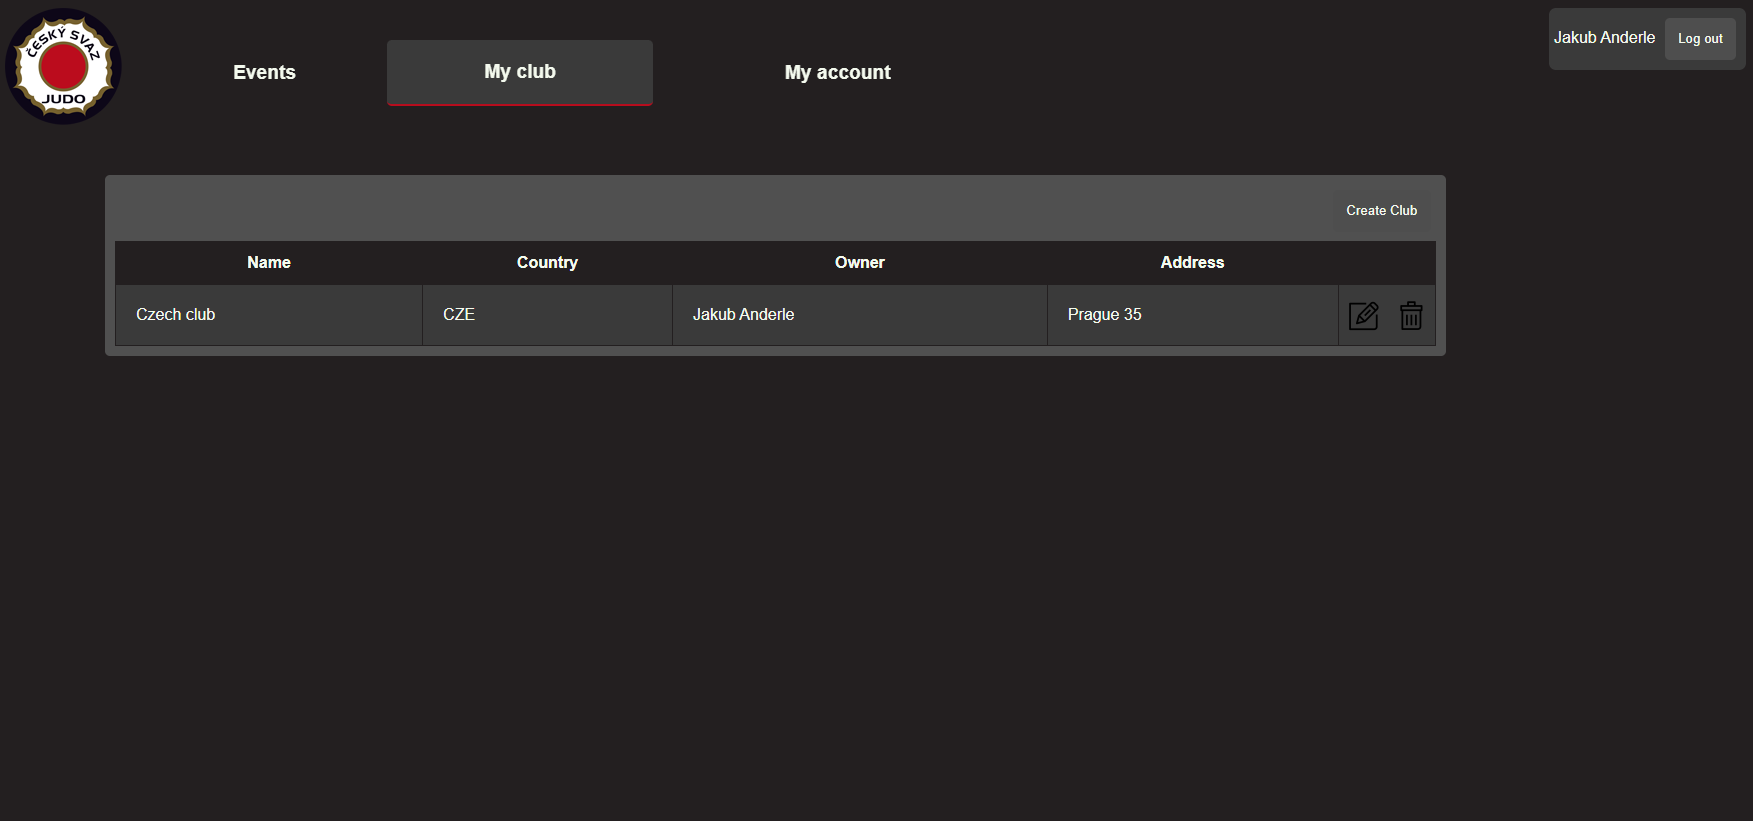 ČESKÝ SVAZ
JUDO
Events
My club
My account
Jakub Anderle
Log out
Create Club
Name Country Owner Address
Czech club CZE Jakub Anderle Prague 35